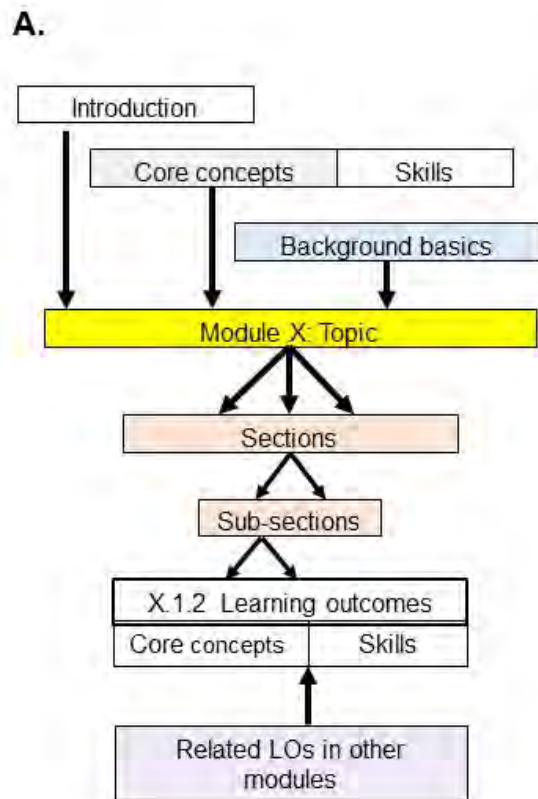 A.
Introduction
Core concepts Skills
Background basics
Module X: Topic
Sections
Sub-sections
X.1.2 Learning outcomes
Core concepts Skills
Related LOs in other
modules